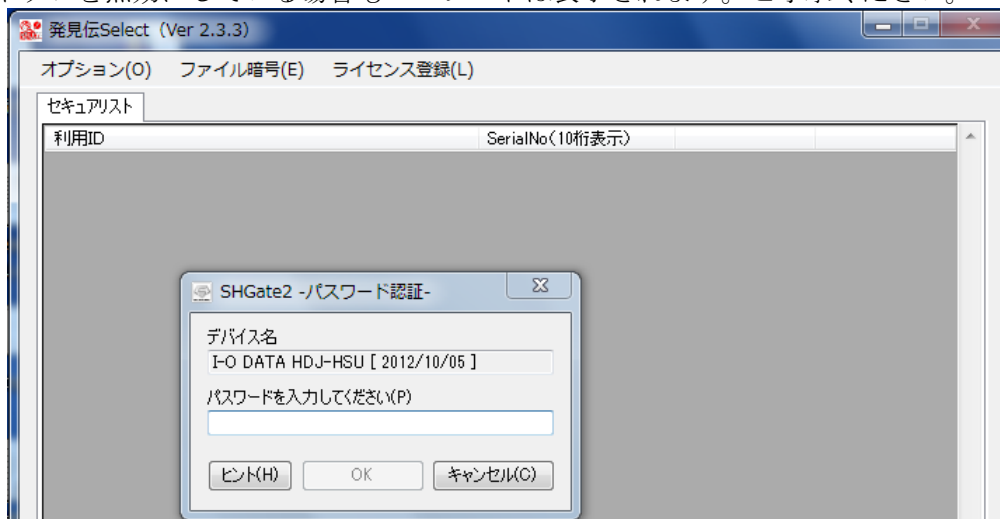 発見伝Select（Ver 2.3.3）
オプション(O) ファイル暗号(E) ライセンス登録(L)
セキュアリスト
利用ID SerialNo(10桁表示)
SHGate2 -パスワード認証-
デバイス名
I-O DATA HDJ-HSU [ 2012/10/05 ]
パスワードを入力してください(P)
ヒント(H) OK キャンセル(C)